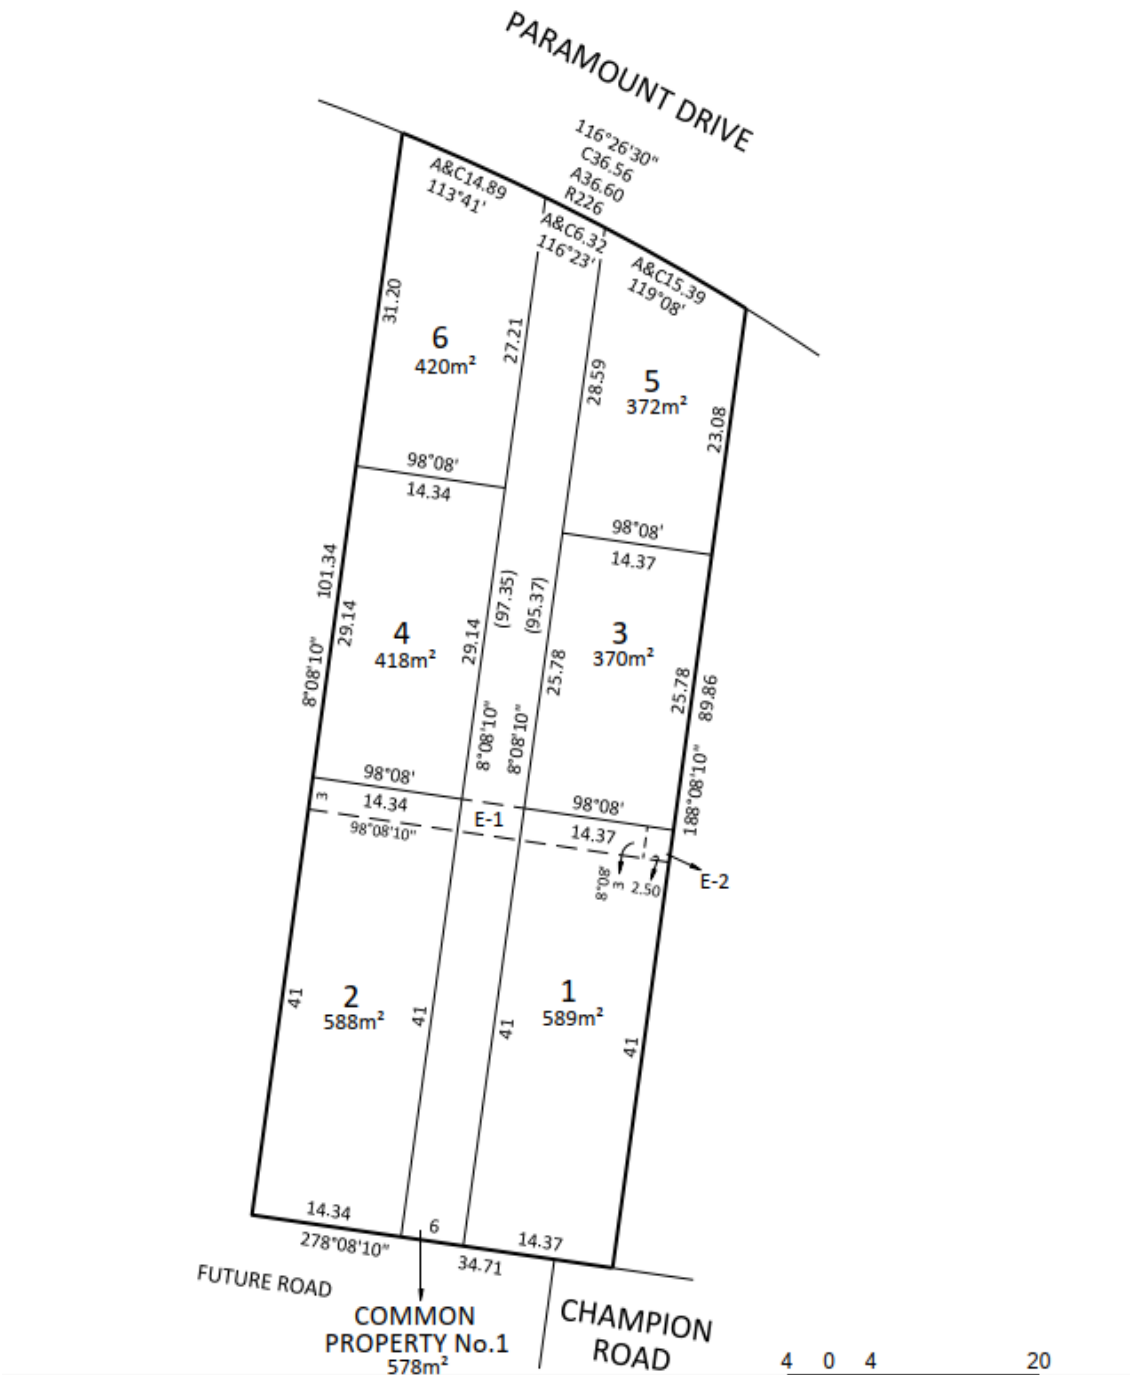 PARAMOUNT DRIVE
116°26'30"
C36.56
A36.60
R226
A&C14.89
113°41'
A&C6.32
116°23'
A&C15.39
119°08'
31.20
6
420m²
27.21
28.59
5
372m²
23.08
98°08'
14.34
98°08'
14.37
101.34
29.14
8°08'10"
4
418m²
29.14
(97.35)
(95.37)
8°08'10"
8°08'10"
25.78
3
370m²
25.78
89.86
188°08'10"
98°08'
3
14.34
98°08'10"
E-1
98°08'
14.37
8°08'
3
2.50
E-2
41
2
588m²
41
41
1
589m²
41
14.34
6
14.37
278°08'10"
34.71
FUTURE ROAD
COMMON
PROPERTY No.1
578m²
CHAMPION
ROAD
4 0 4 20